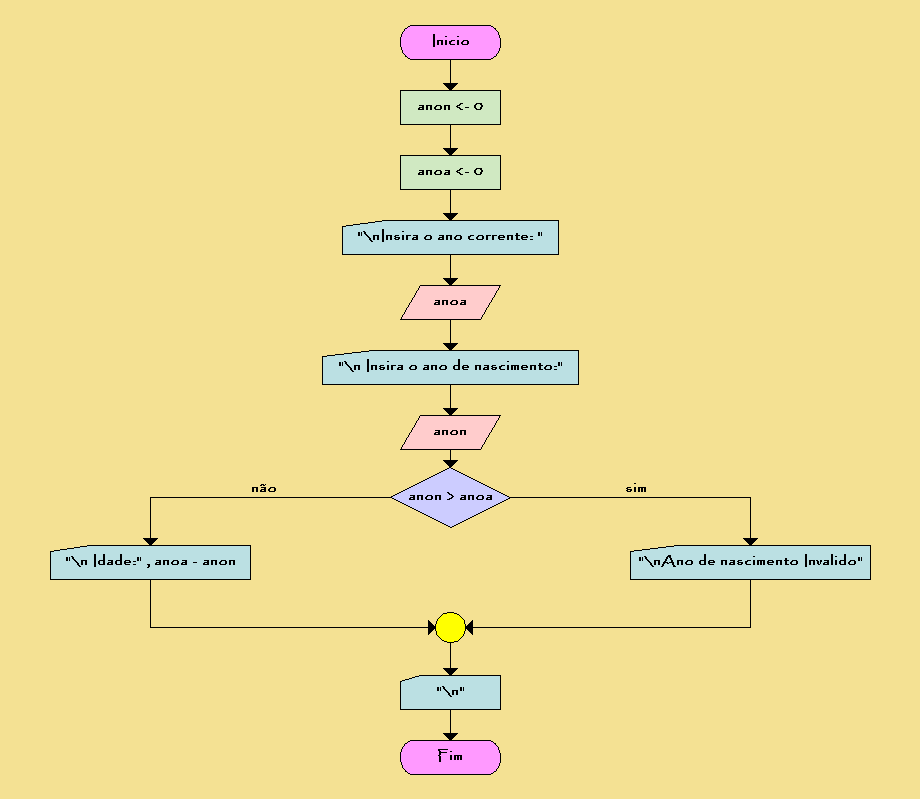 Inicio
anon <- 0
anoa <- 0
"\nInsira o ano corrente: "
anoa
"\n Insira o ano de nascimento:"
anon
não
anon > anoa
sim
"\n Idade:" , anoa - anon
"\nAno de nascimento Invalido"
"\n"
Fim